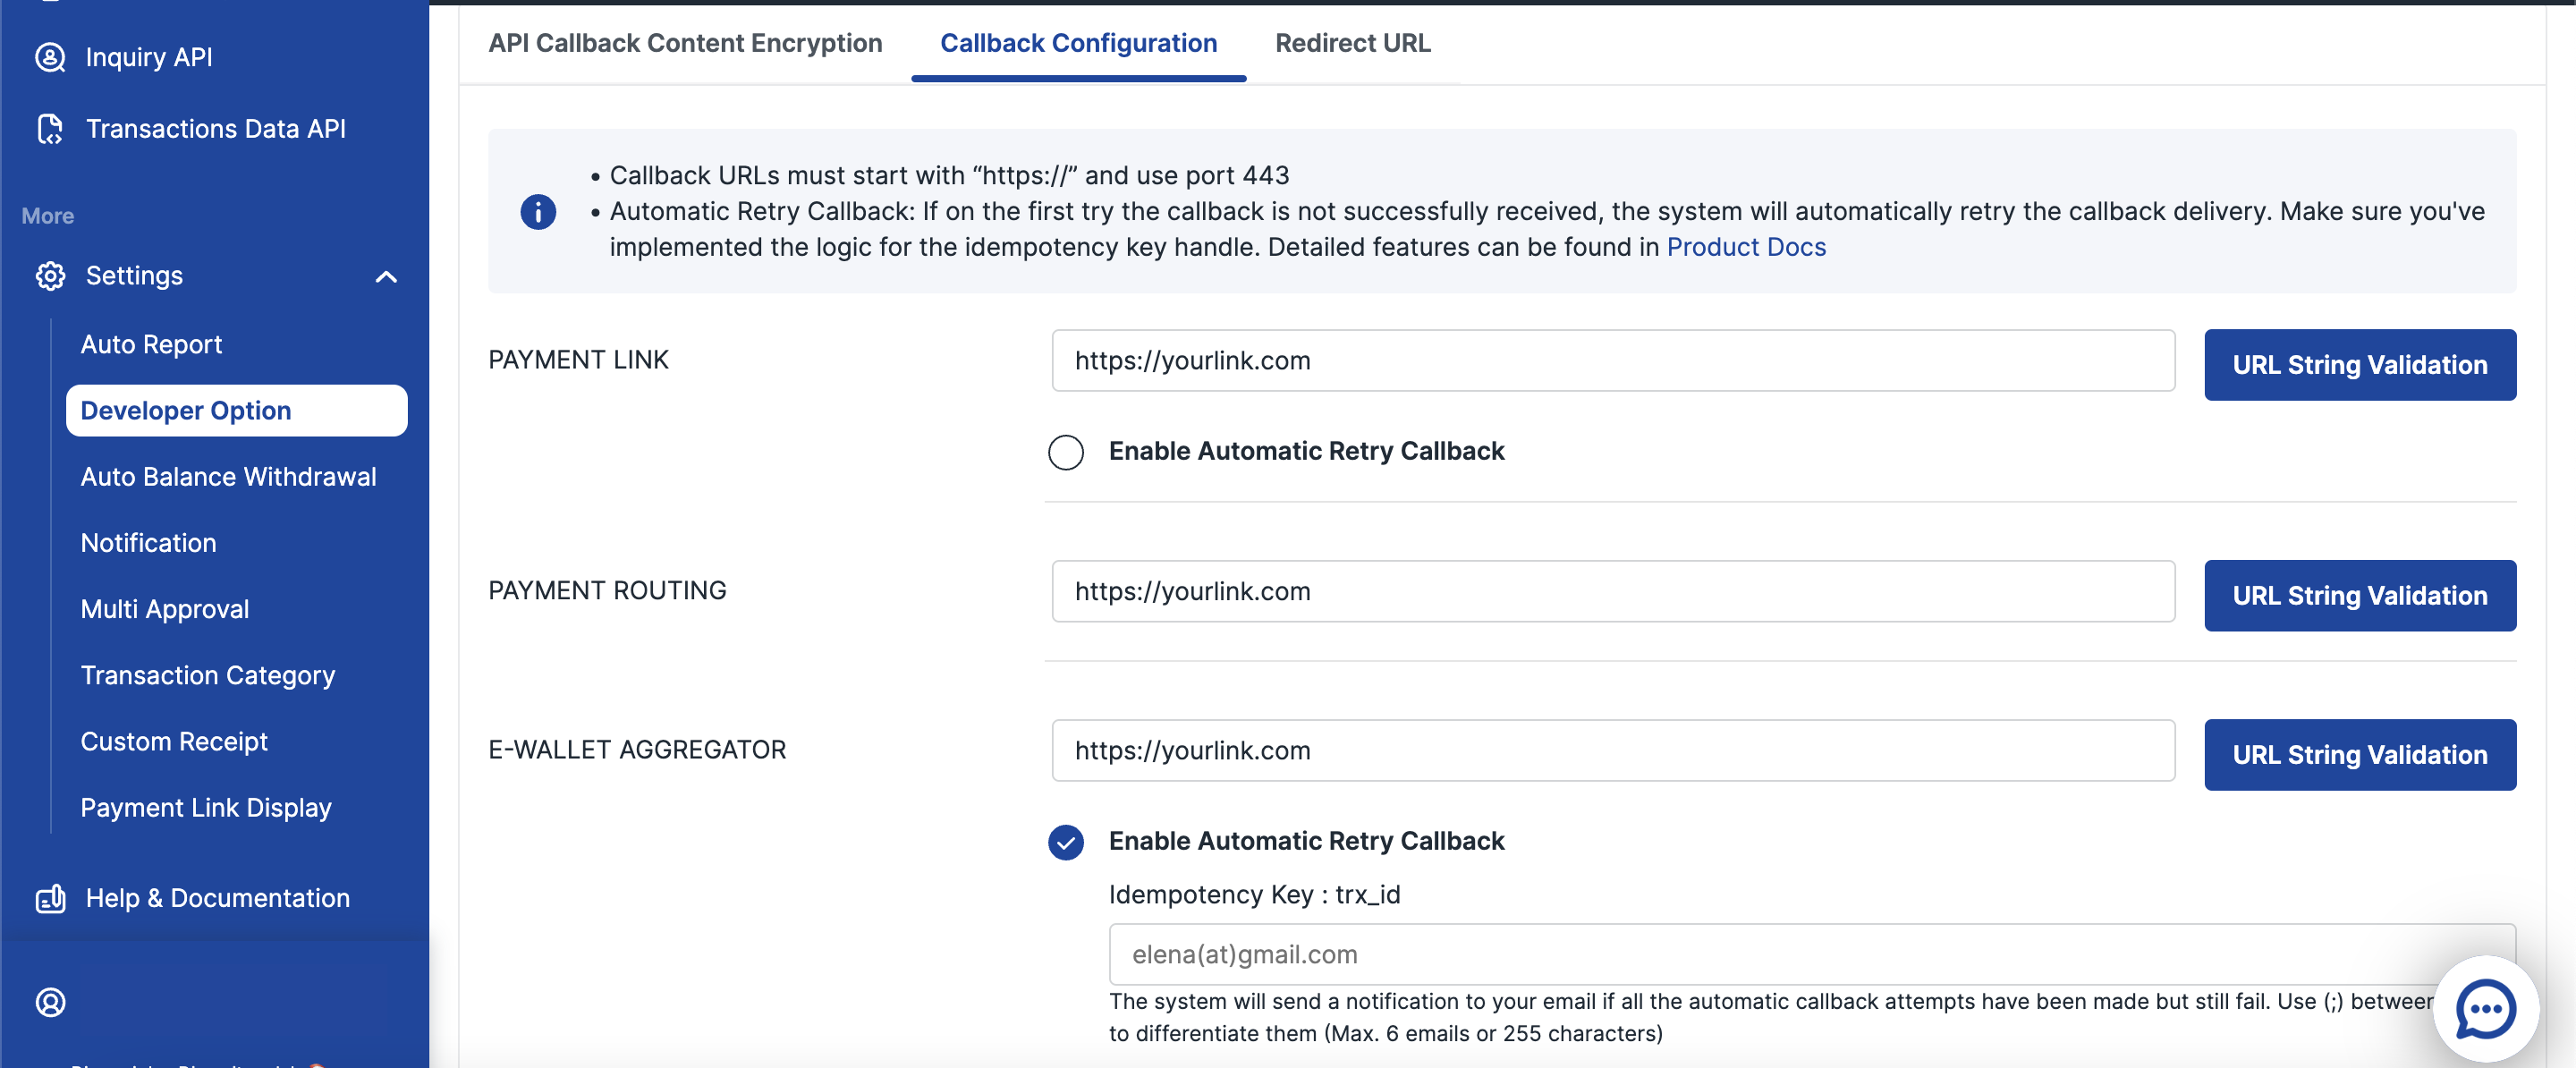 Inquiry API
Transactions Data API
More
Settings
Auto Report
Developer Option
Auto Balance Withdrawal
Notification
Multi Approval
Transaction Category
Custom Receipt
Payment Link Display
Help & Documentation
API Callback Content Encryption
Callback Configuration
Redirect URL
• Callback URLs must start with “https://” and use port 443
• Automatic Retry Callback: If on the first try the callback is not successfully received, the system will automatically retry the callback delivery. Make sure you've
implemented the logic for the idempotency key handle. Detailed features can be found in Product Docs
PAYMENT LINK
https://yourlink.com
URL String Validation
Enable Automatic Retry Callback
PAYMENT ROUTING
https://yourlink.com
URL String Validation
E-WALLET AGGREGATOR
https://yourlink.com
URL String Validation
Enable Automatic Retry Callback
Idempotency Key : trx_id
elena(at)gmail.com
The system will send a notification to your email if all the automatic callback attempts have been made but still fail. Use (;) between
to differentiate them (Max. 6 emails or 255 characters)